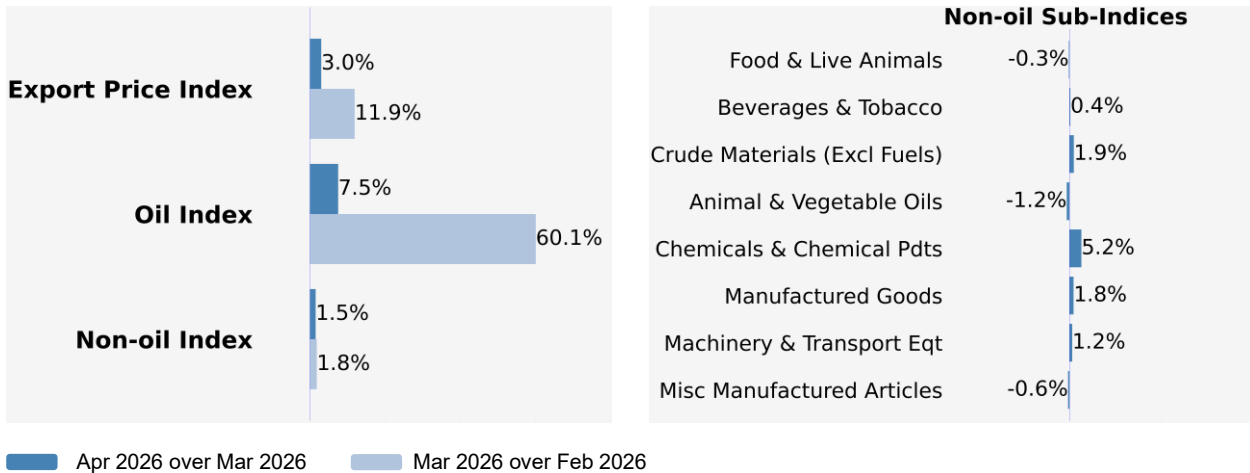 Export Price Index
3.0%
11.9%
Oil Index
7.5%
60.1%
Non-oil Index
1.5%
1.8%
Non-oil Sub-Indices
Food & Live Animals -0.3%
Beverages & Tobacco 0.4%
Crude Materials (Excl Fuels) 1.9%
Animal & Vegetable Oils -1.2%
Chemicals & Chemical Pdts 5.2%
Manufactured Goods 1.8%
Machinery & Transport Eqt 1.2%
Misc Manufactured Articles -0.6%
Apr 2026 over Mar 2026 Mar 2026 over Feb 2026